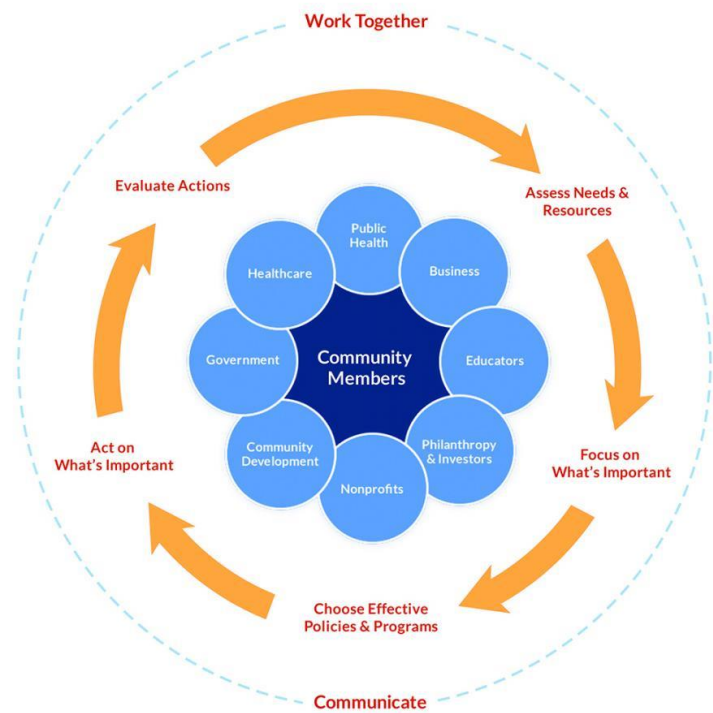 Work Together
Evaluate Actions
Assess Needs &
Resources
Public
Health
Healthcare
Business
Government
Community
Members
Educators
Act on
What's Important
Community
Development
Philanthropy
& Investors
Focus on
What's Important
Nonprofits
Choose Effective
Policies & Programs
Communicate